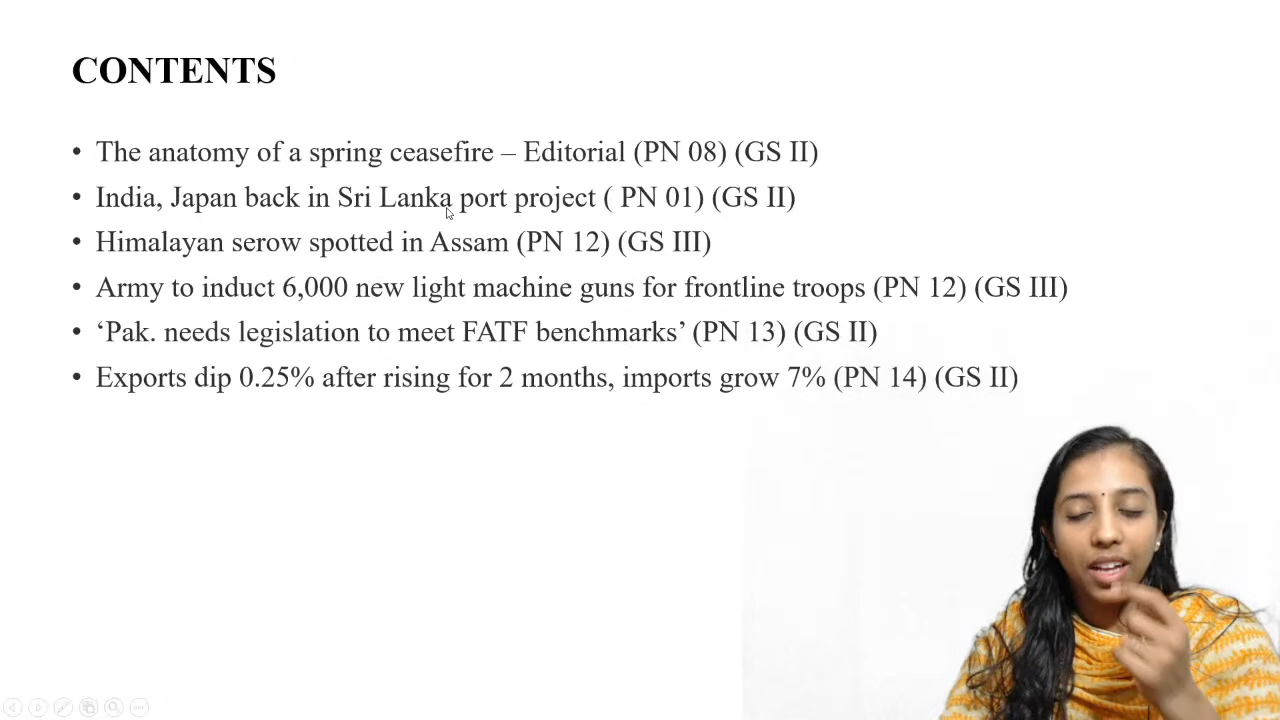 CONTENTS
• The anatomy of a spring ceasefire – Editorial (PN 08) (GS II)
• India, Japan back in Sri Lanka port project ( PN 01) (GS II)
• Himalayan serow spotted in Assam (PN 12) (GS III)
• Army to induct 6,000 new light machine guns for frontline troops (PN 12) (GS III)
• ‘Pak. needs legislation to meet FATF benchmarks’ (PN 13) (GS II)
• Exports dip 0.25% after rising for 2 months, imports grow 7% (PN 14) (GS II)